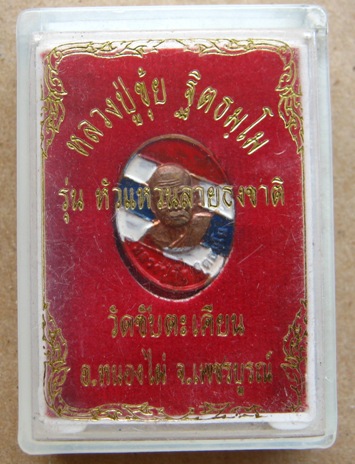 หลวงปู่ขุ้ย ฐิตธมฺโม
รุ่น หัวแหวนลายธงชาติ
วัดซับตะเคียน
อ.หนองไผ่ จ.เพชรบูรณ์